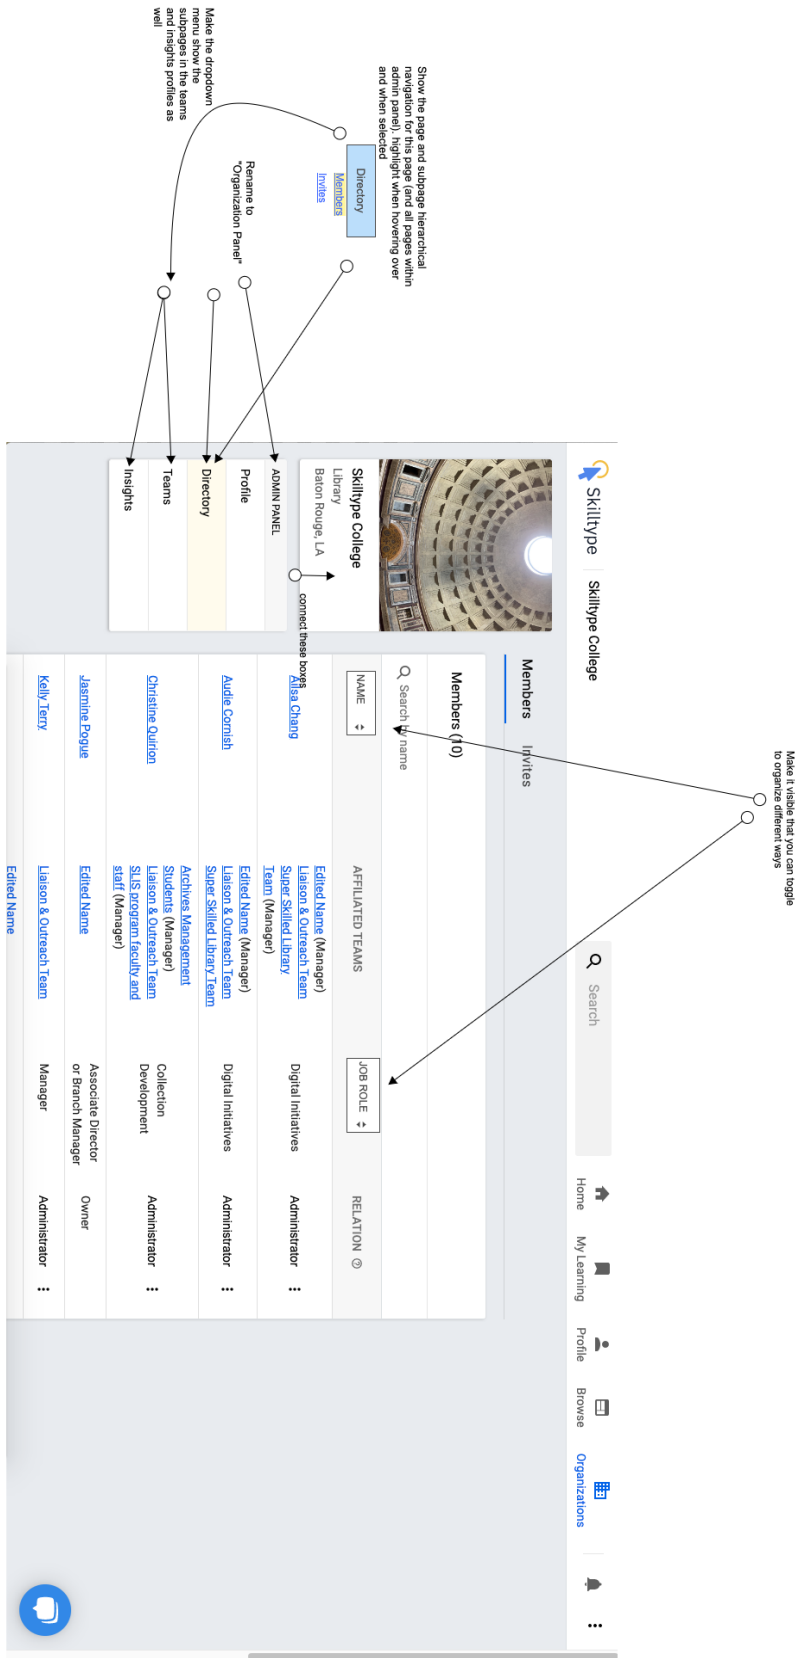 Make it visible that you can toggle
to organize different ways
Show the page and subpage hierarchical
navigation for this page (and all pages within
admin panel). highlight when hovering over
and when selected
Directory
Members
Invites
Make the dropdown
menu show the
subpages in the teams
and insights profiles as
well
Rename to
"Organization Panel"
Skilltype
Skilltype College
Search
Home
My Learning
Profile
Browse
Organizations
Skilltype College
Library
Baton Rouge, LA
connect these boxes
ADMIN PANEL
Profile
Directory
Teams
Insights
Members Invites
Members (10)
Search by name
NAME AFFILIATED TEAMS JOB ROLE RELATION
Ailsa Chang
Edited Name (Manager)
Liaison & Outreach Team
Super Skilled Library
Team (Manager)
Digital Initiatives
Administrator
Audie Cornish
Edited Name (Manager)
Liaison & Outreach Team
Super Skilled Library Team
Digital Initiatives
Administrator
Christine Quirion
Archives Management
Students (Manager)
Liaison & Outreach Team
SLIS program faculty and
staff (Manager)
Collection
Development
Administrator
Jasmine Pogue
Edited Name
Associate Director
or Branch Manager
Owner
Kelly Terry
Liaison & Outreach Team
Manager
Administrator
Edited Name